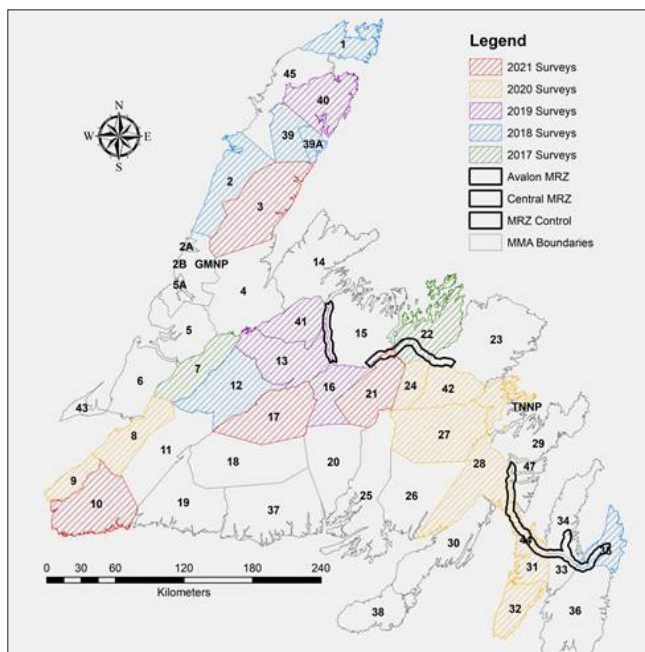 1
45
40
39
39A
2
3
2A
2B
GMNP
5A
4
14
5
41
15
22
23
7
13
6
12
16
21
24
42
43
TNNP
8
17
27
11
29
18
20
28
47
9
10
19
37
25
26
34
30
44
35
31
33
32
38
36
N
W
E
S
Legend
2021 Surveys
2020 Surveys
2019 Surveys
2018 Surveys
2017 Surveys
Avalon MRZ
Central MRZ
MRZ Control
MMA Boundaries
0 15 30 60 120 180 240
Kilometers